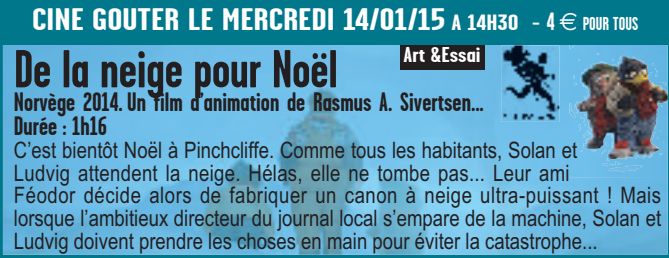 CINE GOUTER LE MERCREDI 14/01/15 A 14H30 - 4 € POUR TOUS
Art &Essai
De la neige pour Noël
Norvège 2014. Un film d'animation de Rasmus A. Sivertsen...
Durée : 1h16
C'est bientôt Noël à Pinchcliffe. Comme tous les habitants, Solan et
Ludvig attendent la neige. Hélas, elle ne tombe pas... Leur ami
Féodor décide alors de fabriquer un canon à neige ultra-puissant ! Mais
lorsque l'ambitieux directeur du journal local s'empare de la machine, Solan et
Ludvig doivent prendre les choses en main pour éviter la catastrophe...